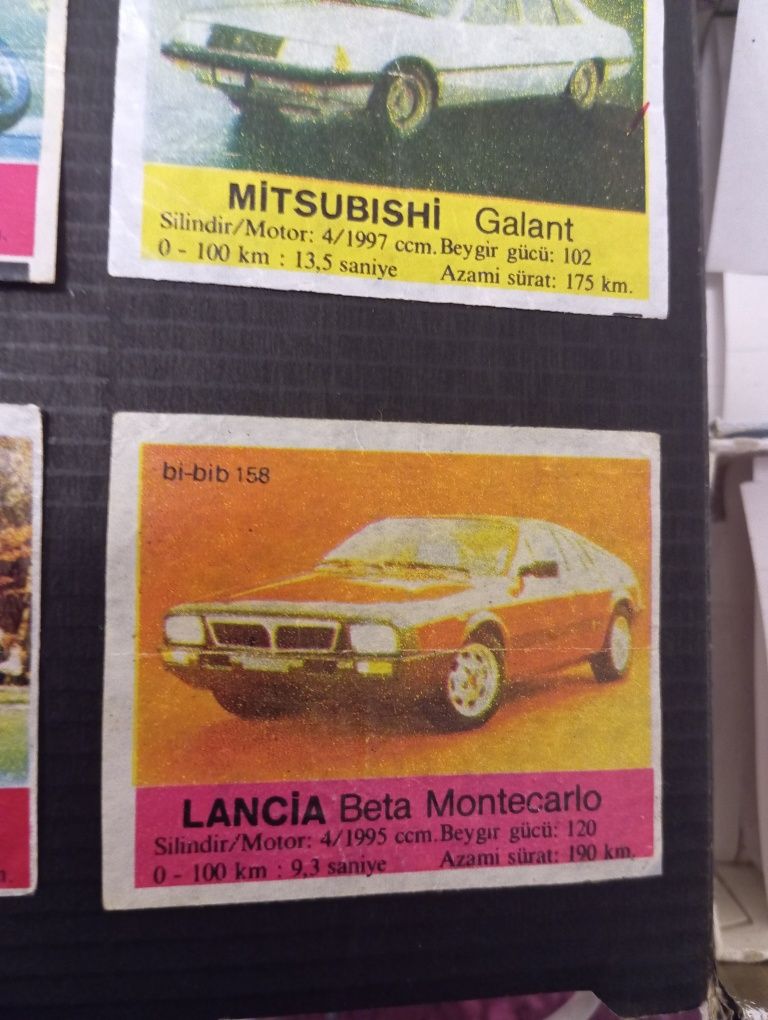 MİTSUBISHİ Galant
Silindir/Motor: 4/1997 ccm. Beygir gücü: 102
0 - 100 km : 13,5 saniye Azami sürat: 175 km.
bi-bib 158
LANCİA Beta Montecarlo
Silindir/Motor: 4/1995 ccm. Beygir gücü: 120
0 - 100 km : 9,3 saniye Azami sürat: 190 km.